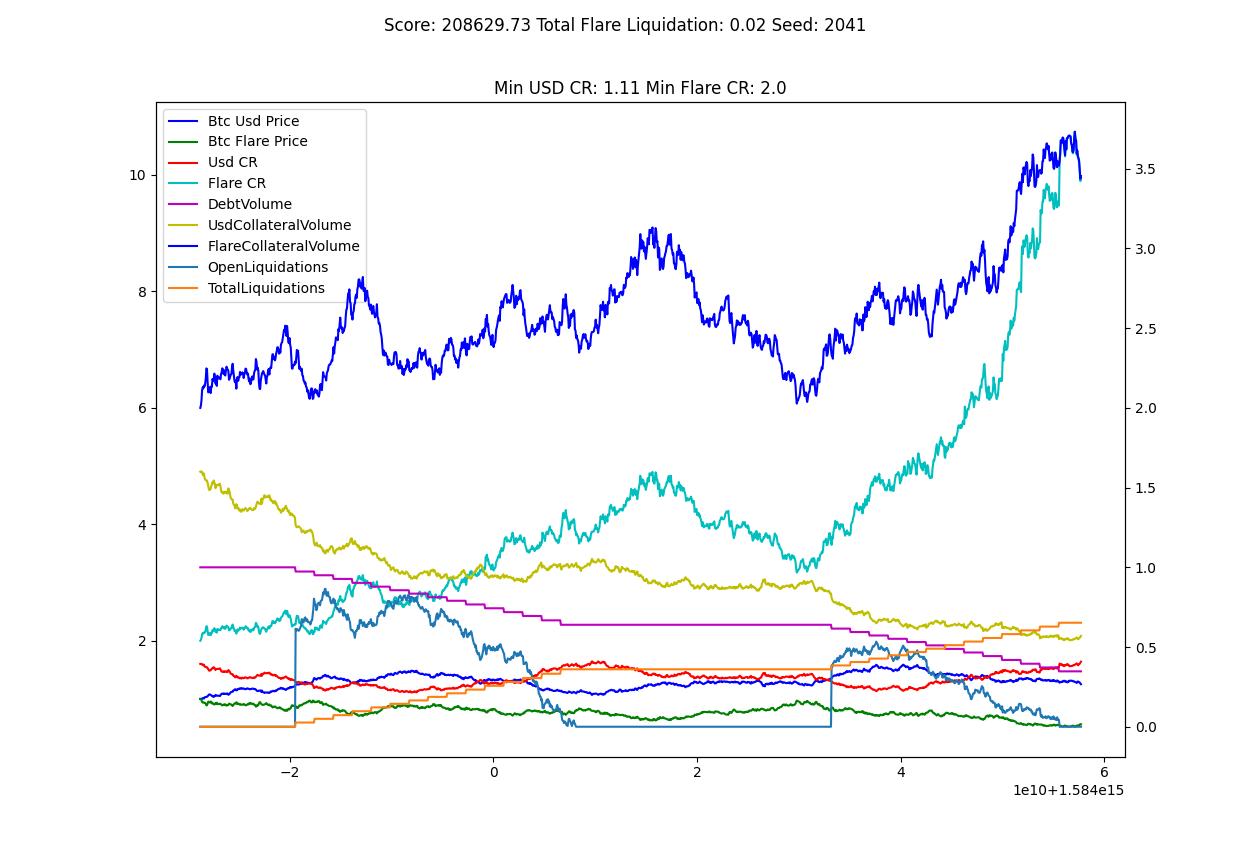 Score: 208629.73 Total Flare Liquidation: 0.02 Seed: 2041
Min USD CR: 1.11 Min Flare CR: 2.0
Btc Usd Price
Btc Flare Price
Usd CR
Flare CR
DebtVolume
UsdCollateralVolume
FlareCollateralVolume
OpenLiquidations
TotalLiquidations
10
8
6
4
2
3.5
3.0
2.5
2.0
1.5
1.0
0.5
0.0
−2 0 2 4 6
1e10+1.584e15